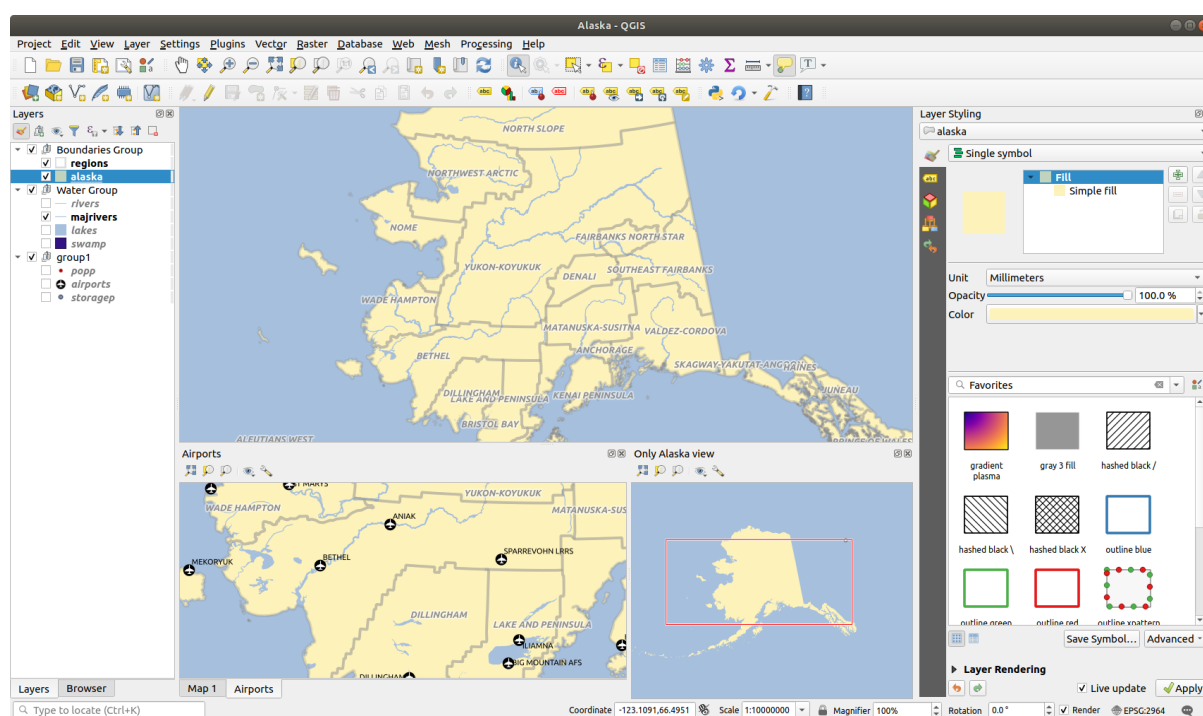 Alaska - QGIS
Project Edit View Layer Settings Plugins Vector Raster Database Web Mesh Processing Help
Layers
Boundaries Group
regions
alaska
Water Group
rivers
majrivers
lakes
swamp
group1
popp
airports
storagep
Layers Browser
NORTH SLOPE
NORTHWEST ARCTIC
NOME
FAIRBANKS NORTH STAR
YUKON-KOYUKUK
SOUTHEAST FAIRBANKS
DENALI
WADE HAMPTON
MATANUSKA-SUSITNA
VALDEZ-CORDOVA
ANCHORAGE
BETHEL
SKAGWAY-YAKUTAT-ANGOON
HAINES
JUNEAU
DILLINGHAM
LAKE AND PENINSULA
KENAI PENINSULA
BRISTOL BAY
ALEUTIANS WEST
PRINCE OF WALES
Airports
ST MARYS
YUKON-KOYUKUK
WADE HAMPTON
MATANUSKA-SUS
ANIAK
SPARREVOHN LRRS
BETHEL
MEKORYUK
DILLINGHAM
LAKE AND PENINSULA
ILIAMNA
BIG MOUNTAIN AFS
DILLINGHAM
Map 1 Airports
Only Alaska view
Layer Styling
alaska
Single symbol
Fill
Simple fill
Unit Millimeters
Opacity 100.0 %
Color
Favorites
gradient plasma
gray 3 fill
hashed black /
hashed black \
hashed black X
outline blue
outline green
outline red
outline xpattern
Save Symbol... Advanced
Layer Rendering
Live update Apply
Type to locate (Ctrl+K)
Coordinate -123.1091,66.4951 Scale 1:10000000 Magnifier 100% Rotation 0.0° Render EPSG:2964